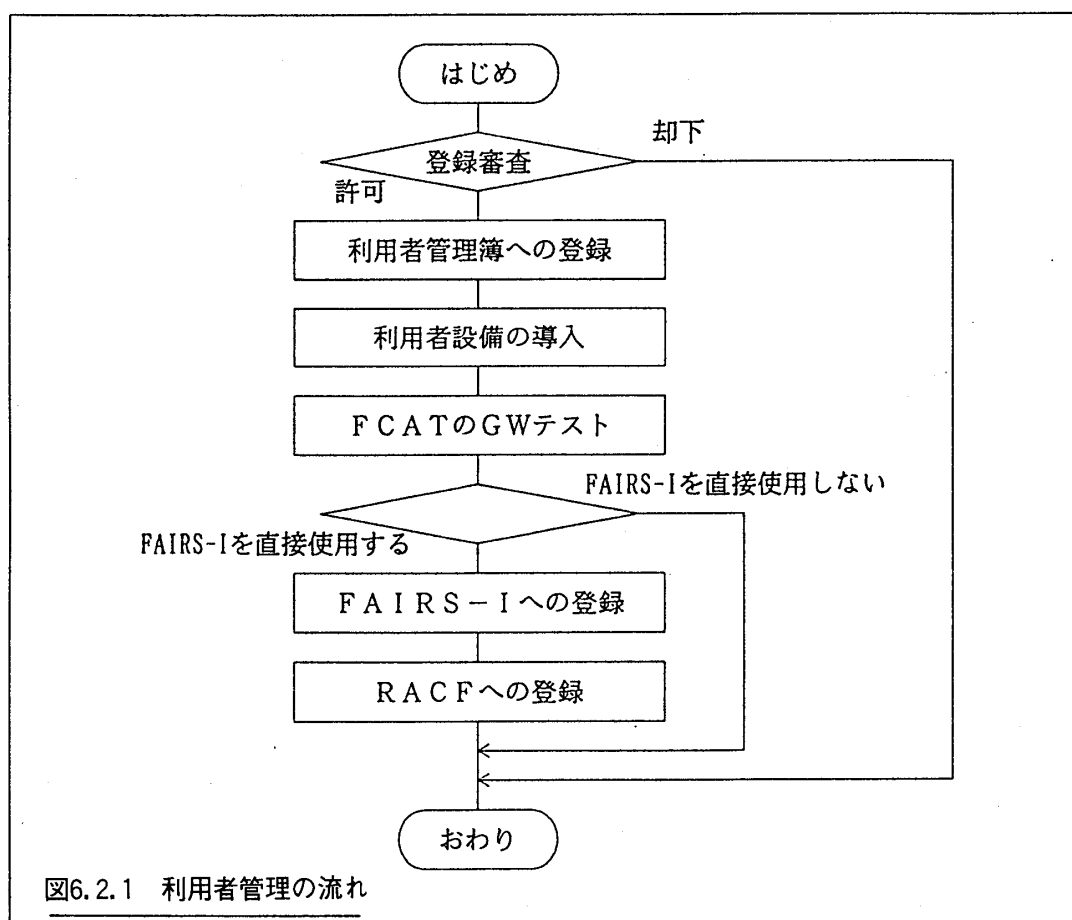 はじめ
却下
登録審査
許可
利用者管理簿への登録
利用者設備の導入
ＦＣＡＴのＧＷテスト
FAIRS-Iを直接使用しない
FAIRS-Iを直接使用する
ＦＡＩＲＳ－Ｉへの登録
ＲＡＣＦへの登録
おわり
図6.2.1 利用者管理の流れ